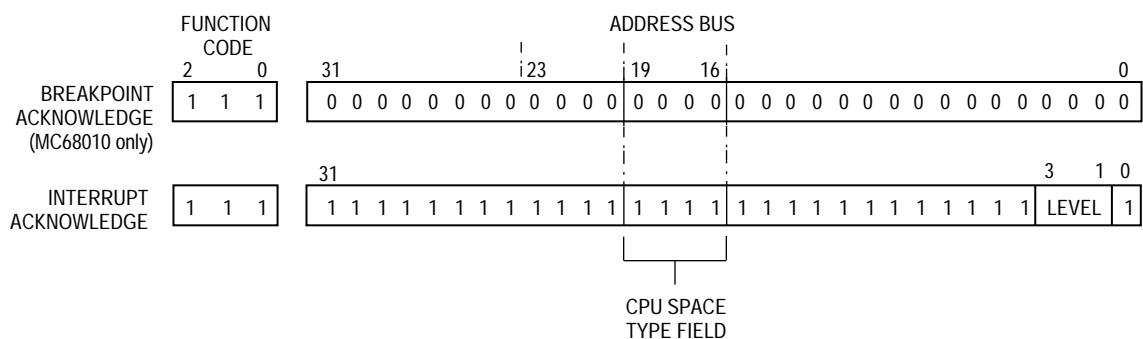 FUNCTION
CODE
ADDRESS BUS
2 0
31 23 19 16 0
BREAKPOINT
ACKNOWLEDGE
(MC68010 only)
1 1 1
0 0 0 0 0 0 0 0 0 0 0 0 0 0 0 0 0 0 0 0 0 0 0 0 0 0 0 0 0 0 0 0
31 3 1 0
INTERRUPT
ACKNOWLEDGE
1 1 1
1 1 1 1 1 1 1 1 1 1 1 1 1 1 1 1 1 1 1 1 1 1 1 1 1 1 1 1 LEVEL 1
CPU SPACE
TYPE FIELD